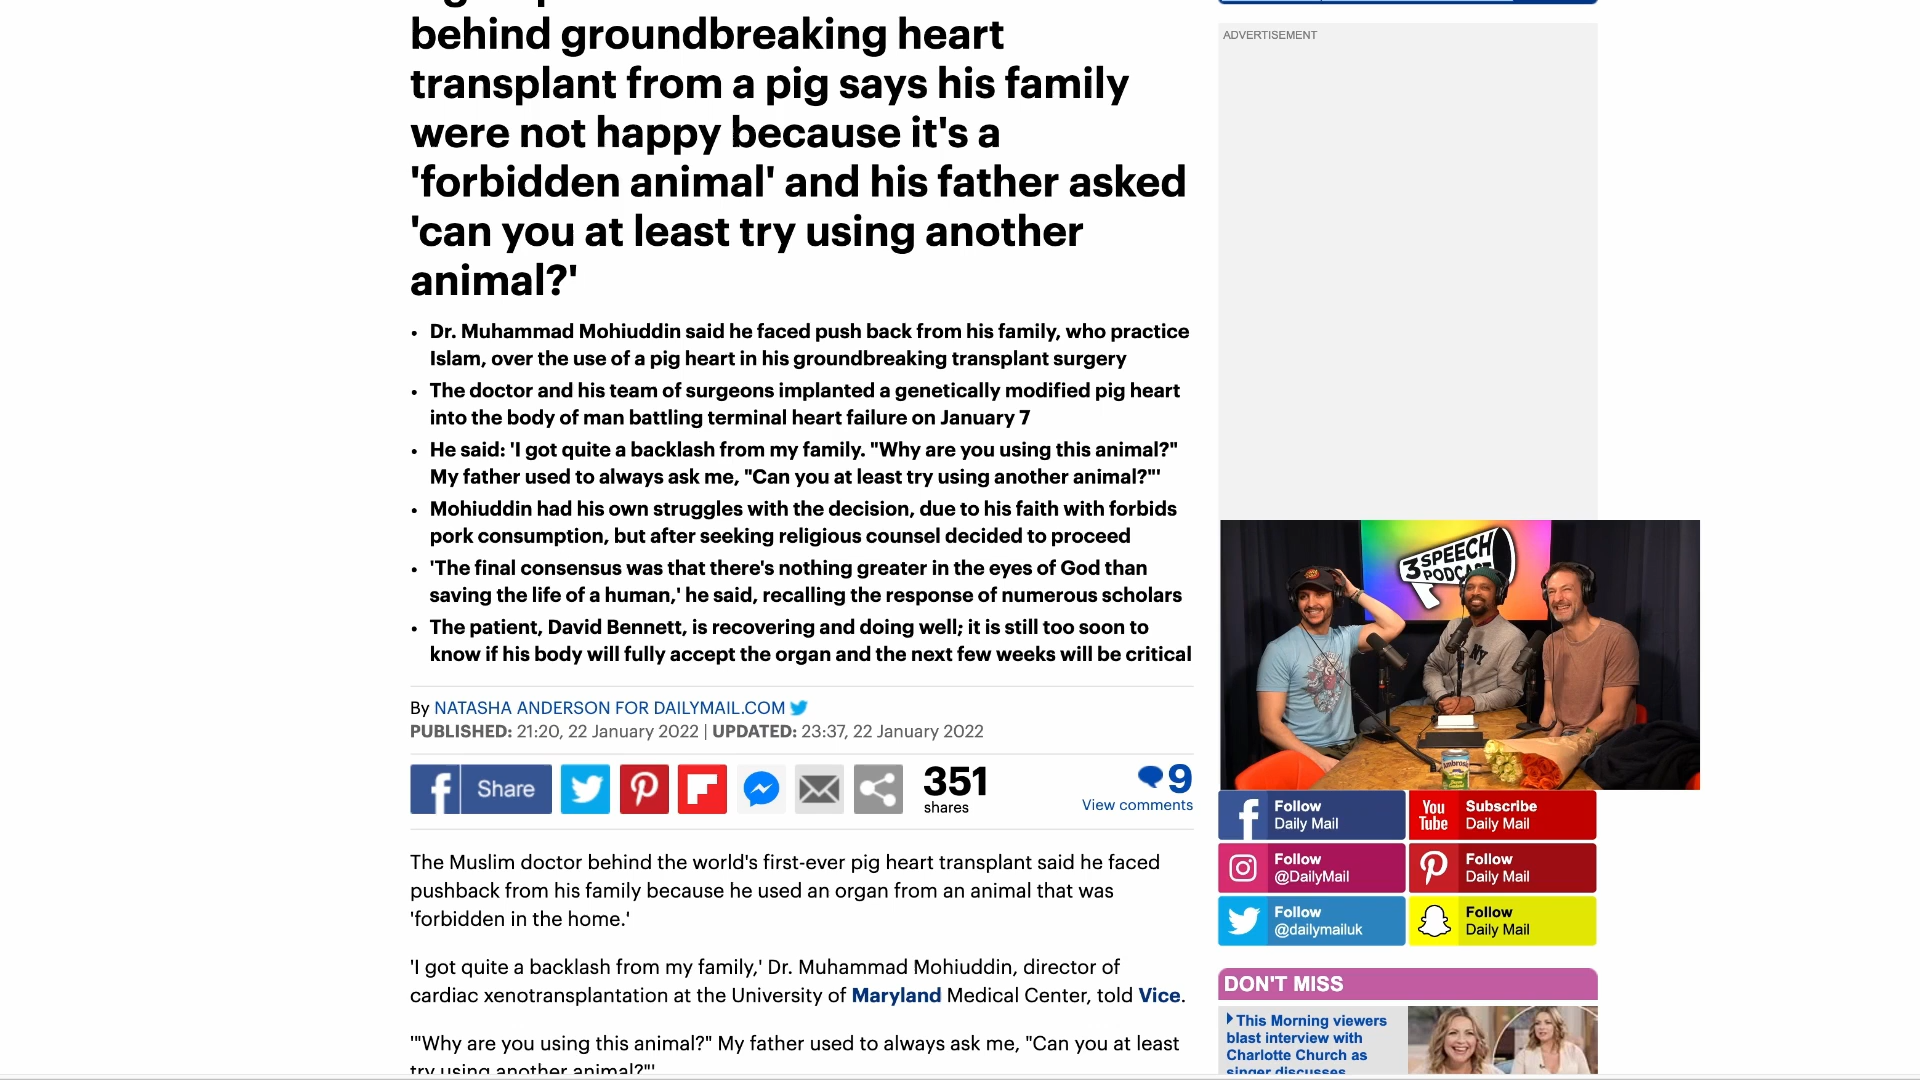 behind groundbreaking heart
transplant from a pig says his family
were not happy because it's a
'forbidden animal' and his father asked
'can you at least try using another
animal?'
• Dr. Muhammad Mohiuddin said he faced push back from his family, who practice
Islam, over the use of a pig heart in his groundbreaking transplant surgery
• The doctor and his team of surgeons implanted a genetically modified pig heart
into the body of man battling terminal heart failure on January 7
• He said: 'I got quite a backlash from my family. "Why are you using this animal?"
My father used to always ask me, "Can you at least try using another animal?"'
• Mohiuddin had his own struggles with the decision, due to his faith with forbids
pork consumption, but after seeking religious counsel decided to proceed
• 'The final consensus was that there's nothing greater in the eyes of God than
saving the life of a human,' he said, recalling the response of numerous scholars
• The patient, David Bennett, is recovering and doing well; it is still too soon to
know if his body will fully accept the organ and the next few weeks will be critical
By NATASHA ANDERSON FOR DAILYMAIL.COM
PUBLISHED: 21:20, 22 January 2022 | UPDATED: 23:37, 22 January 2022
Share
351
shares
9
View comments
The Muslim doctor behind the world's first-ever pig heart transplant said he faced
pushback from his family because he used an organ from an animal that was
'forbidden in the home.'
'I got quite a backlash from my family,' Dr. Muhammad Mohiuddin, director of
cardiac xenotransplantation at the University of Maryland Medical Center, told Vice.
'"Why are you using this animal?" My father used to always ask me, "Can you at least
try using another animal?"'
ADVERTISEMENT
3 SPEECH
PODCAST
NY
Ambrosia
Follow
Daily Mail
You
Tube
Subscribe
Daily Mail
Follow
@DailyMail
Follow
Daily Mail
Follow
@dailymailuk
Follow
Daily Mail
DON'T MISS
This Morning viewers
blast interview with
Charlotte Church as
singer discusses